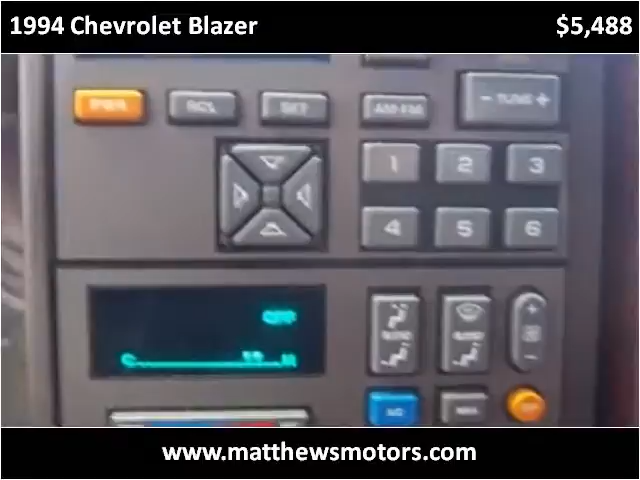 1994 Chevrolet Blazer $5,488
PWR RCL SET AM-FM - TUNE +
1 2 3
4 5 6
OFF
www.matthewsmotors.com